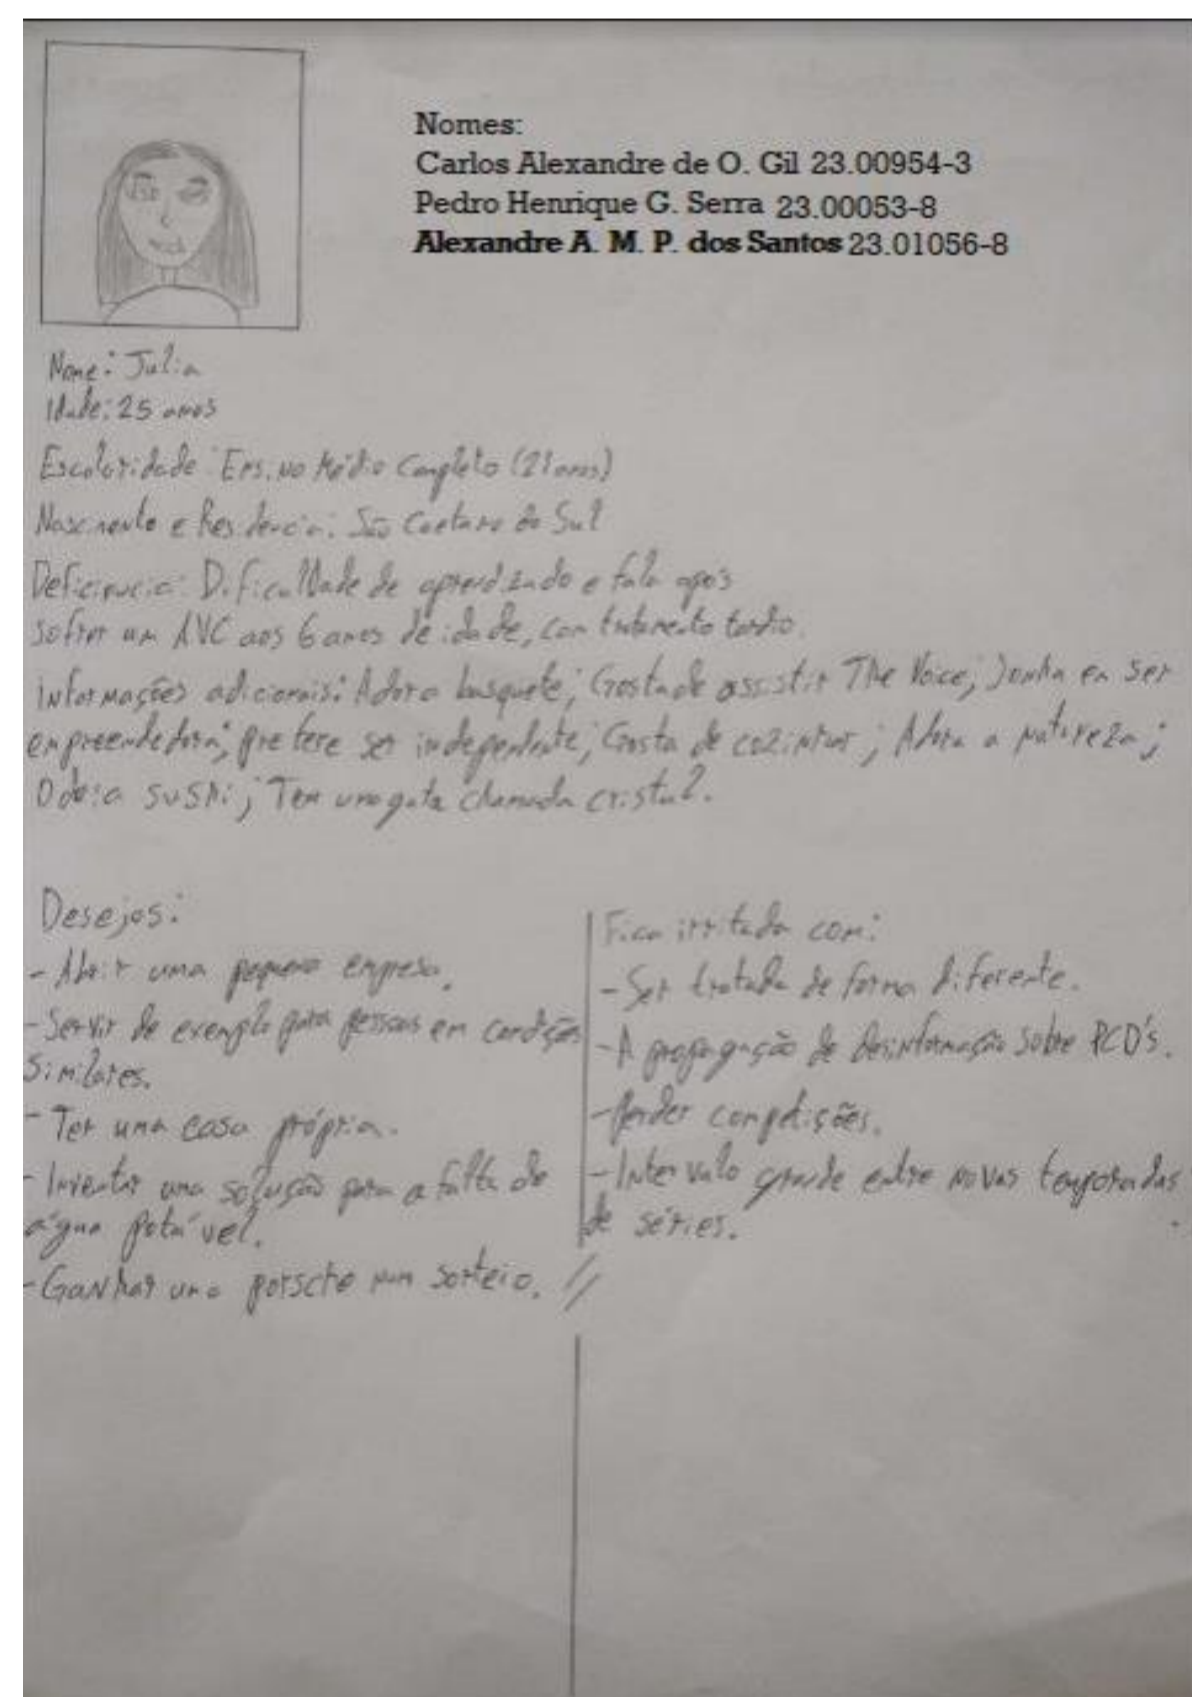 Nomes:
Carlos Alexandre de O. Gil 23.00954-3
Pedro Henrique G. Serra 23.00053-8
Alexandre A. M. P. dos Santos 23.01056-8
Nome: Julia
Idade: 25 anos
Escolaridade: Ensino Médio Completo (21 anos)
Nascimento e Residencia: São Caetano do Sul
Deficiencia: Dificuldade de aprendizado e fala após
sofrer um AVC aos 6 anos de idade, com tratamento tardio.
Informações adicionais: Adora basquete; Gosta de assistir The Voice; Sonha em ser
empreendedora; prefere ser independente; Gosta de cozinhar; Adora a natureza;
Odeia sushi; Tem uma gata chamada cristal.
Desejos:
- Abrir uma pequena empresa.
- Servir de exemplo para pessoas em condições
similares.
- Ter uma casa própria.
- Inventar uma solução para a falta de
água potável.
- Ganhar uma porsche num sorteio.
Fica irritada com:
- Ser tratada de forma diferente.
- A propagação de desinformação sobre PCD's.
- Perder competições.
- Intervalo grande entre novas temporadas
de séries.